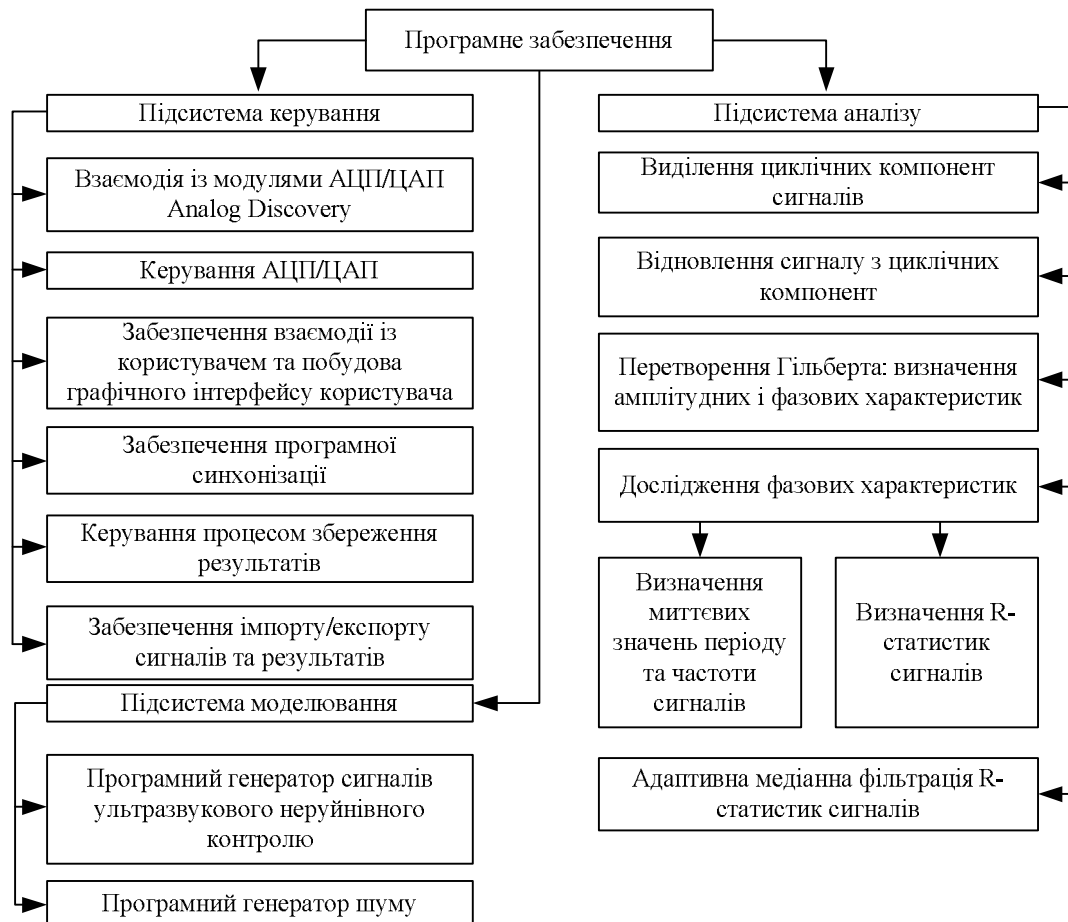 Програмне забезпечення
Підсистема керування
Взаємодія із модулями АЦП/ЦАП
Analog Discovery
Керування АЦП/ЦАП
Забезпечення взаємодії із
користувачем та побудова
графічного інтерфейсу користувача
Забезпечення програмної
синхонізації
Керування процесом збереження
результатів
Забезпечення імпорту/експорту
сигналів та результатів
Підсистема моделювання
Програмний генератор сигналів
ультразвукового неруйнівного
контролю
Програмний генератор шуму
Підсистема аналізу
Виділення циклічних компонент
сигналів
Відновлення сигналу з циклічних
компонент
Перетворення Гільберта: визначення
амплітудних і фазових характеристик
Дослідження фазових характеристик
Визначення
миттєвих
значень періоду
та частоти
сигналів
Визначення R-
статистик
сигналів
Адаптивна медіанна фільтрація R-
статистик сигналів